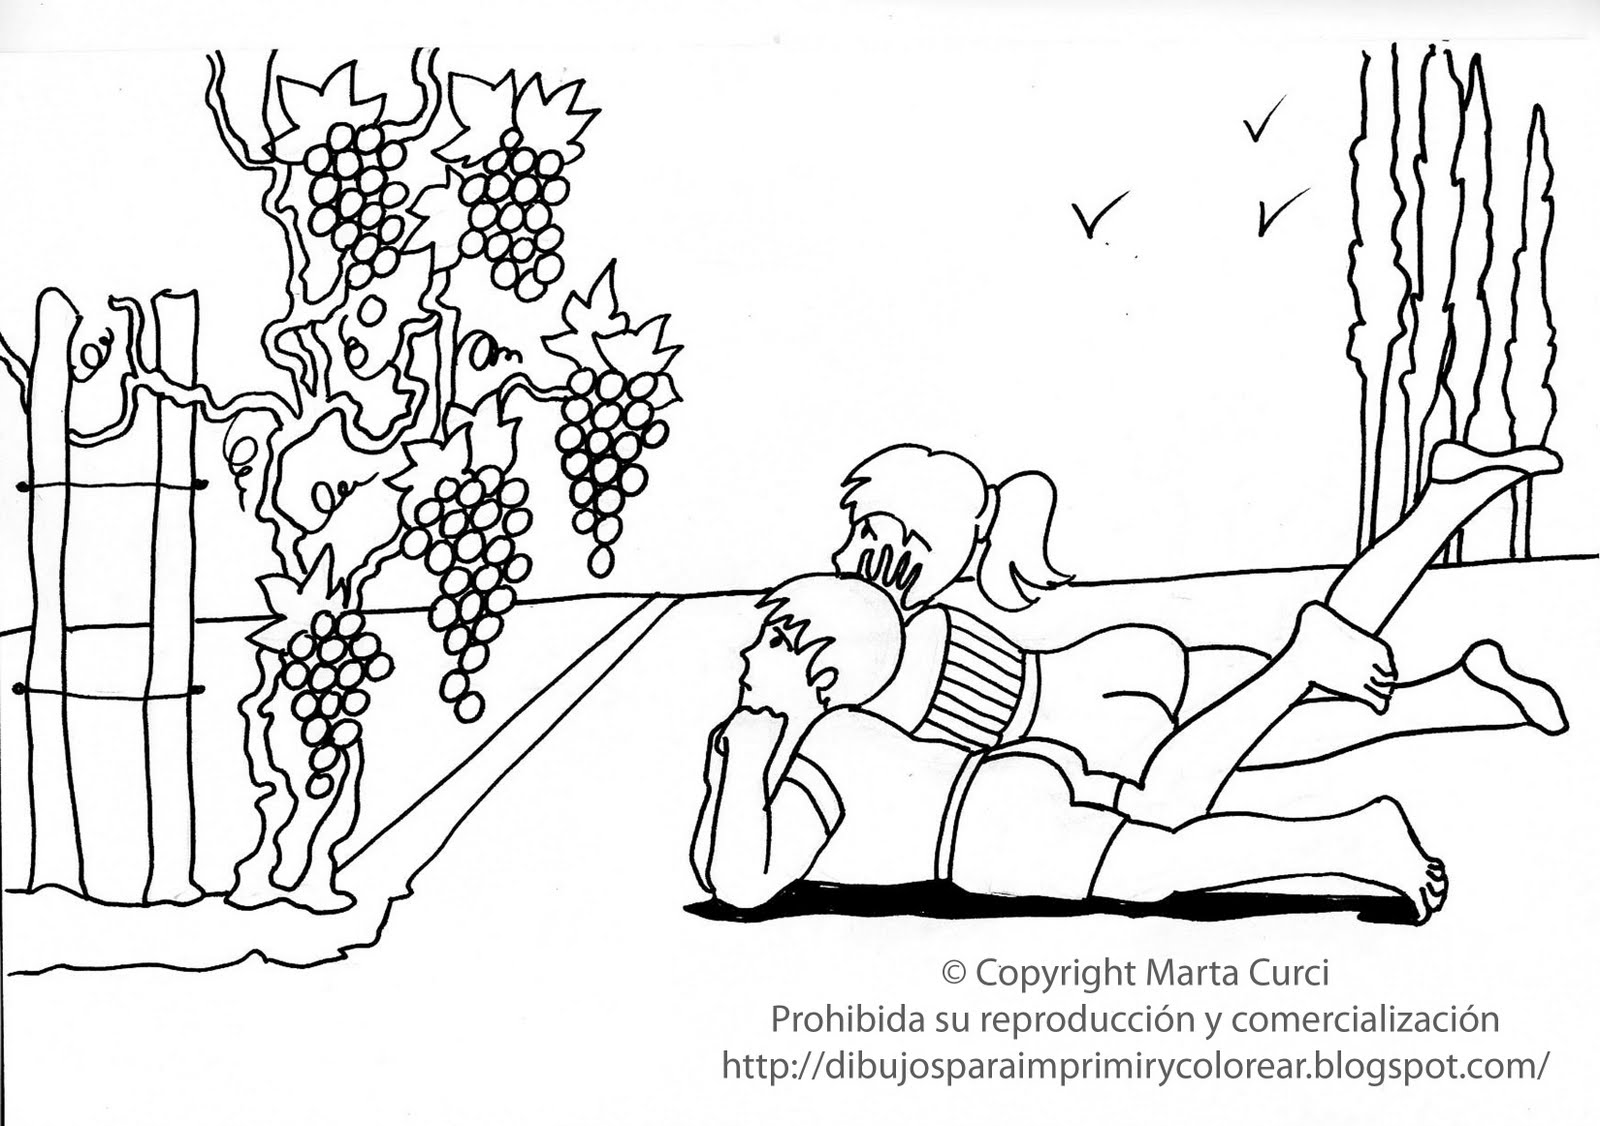 © Copyright Marta Curci
Prohibida su reproducción y comercialización
http://dibujosparaimprimirycolorear.blogspot.com/